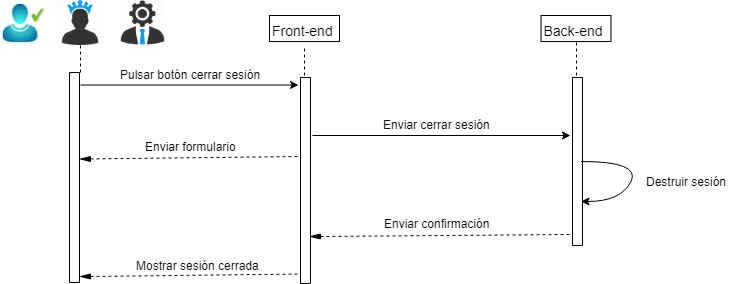 Front-end
Back-end
Pulsar botón cerrar sesión
Enviar cerrar sesión
Enviar formulario
Destruir sesión
Enviar confirmación
Mostrar sesión cerrada